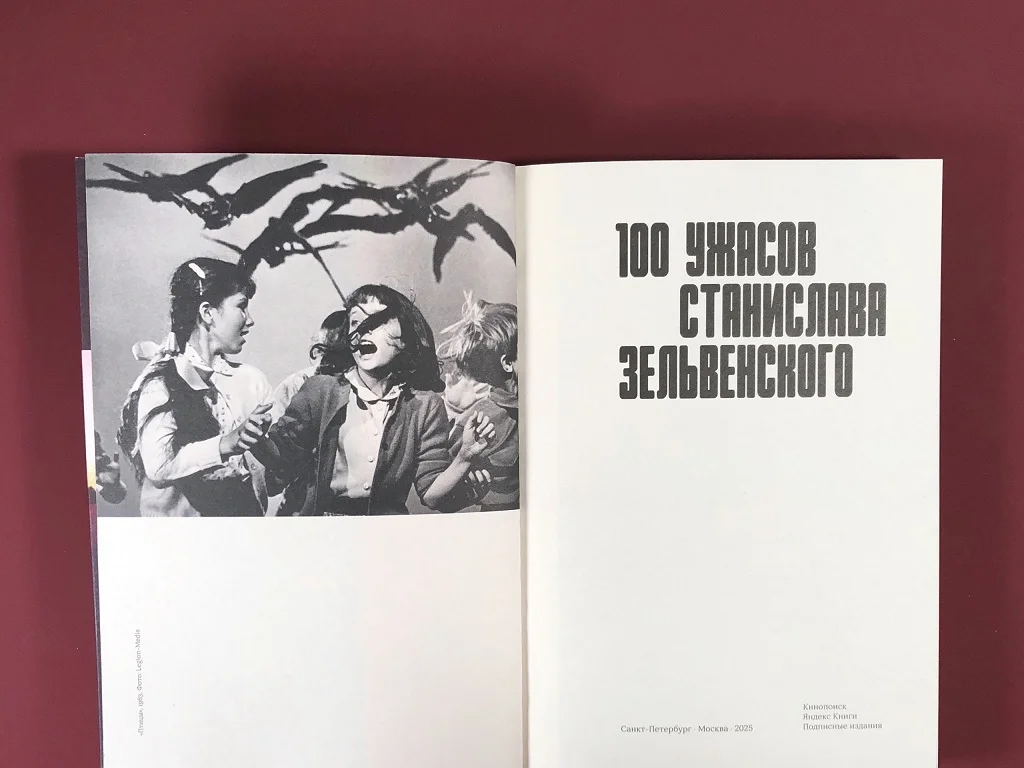 «Птицы», 1963. Фото: Legion-Media
100 УЖАСОВ
СТАНИСЛАВА
ЗЕЛЬВЕНСКОГО
Санкт-Петербург · Москва · 2025
Кинопоиск
Яндекс Книги
Подписные издания